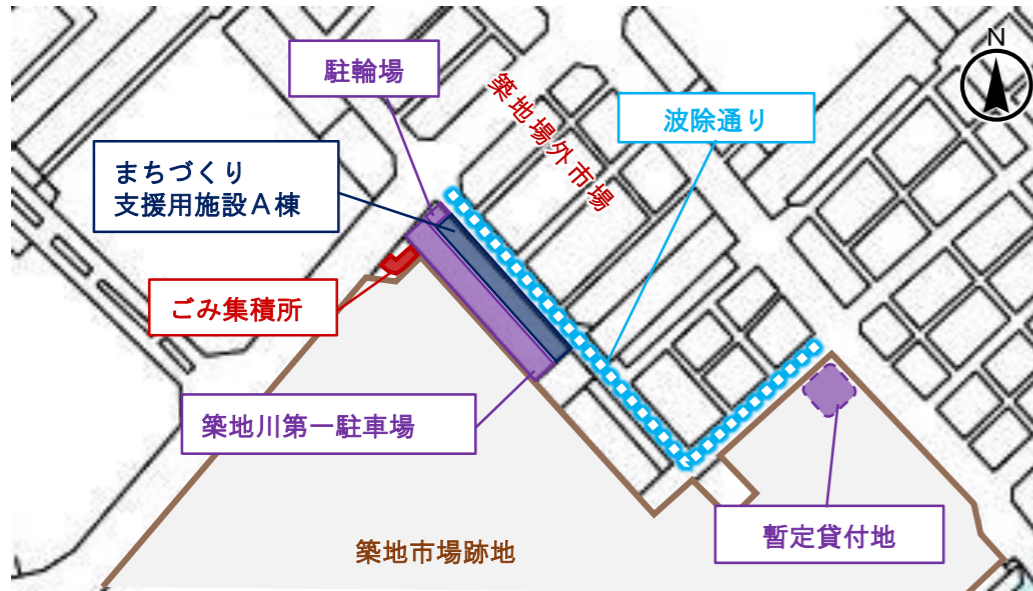 N
駐輪場
築地場外市場
波除通り
まちづくり
支援用施設A棟
ごみ集積所
築地川第一駐車場
暫定貸付地
築地市場跡地